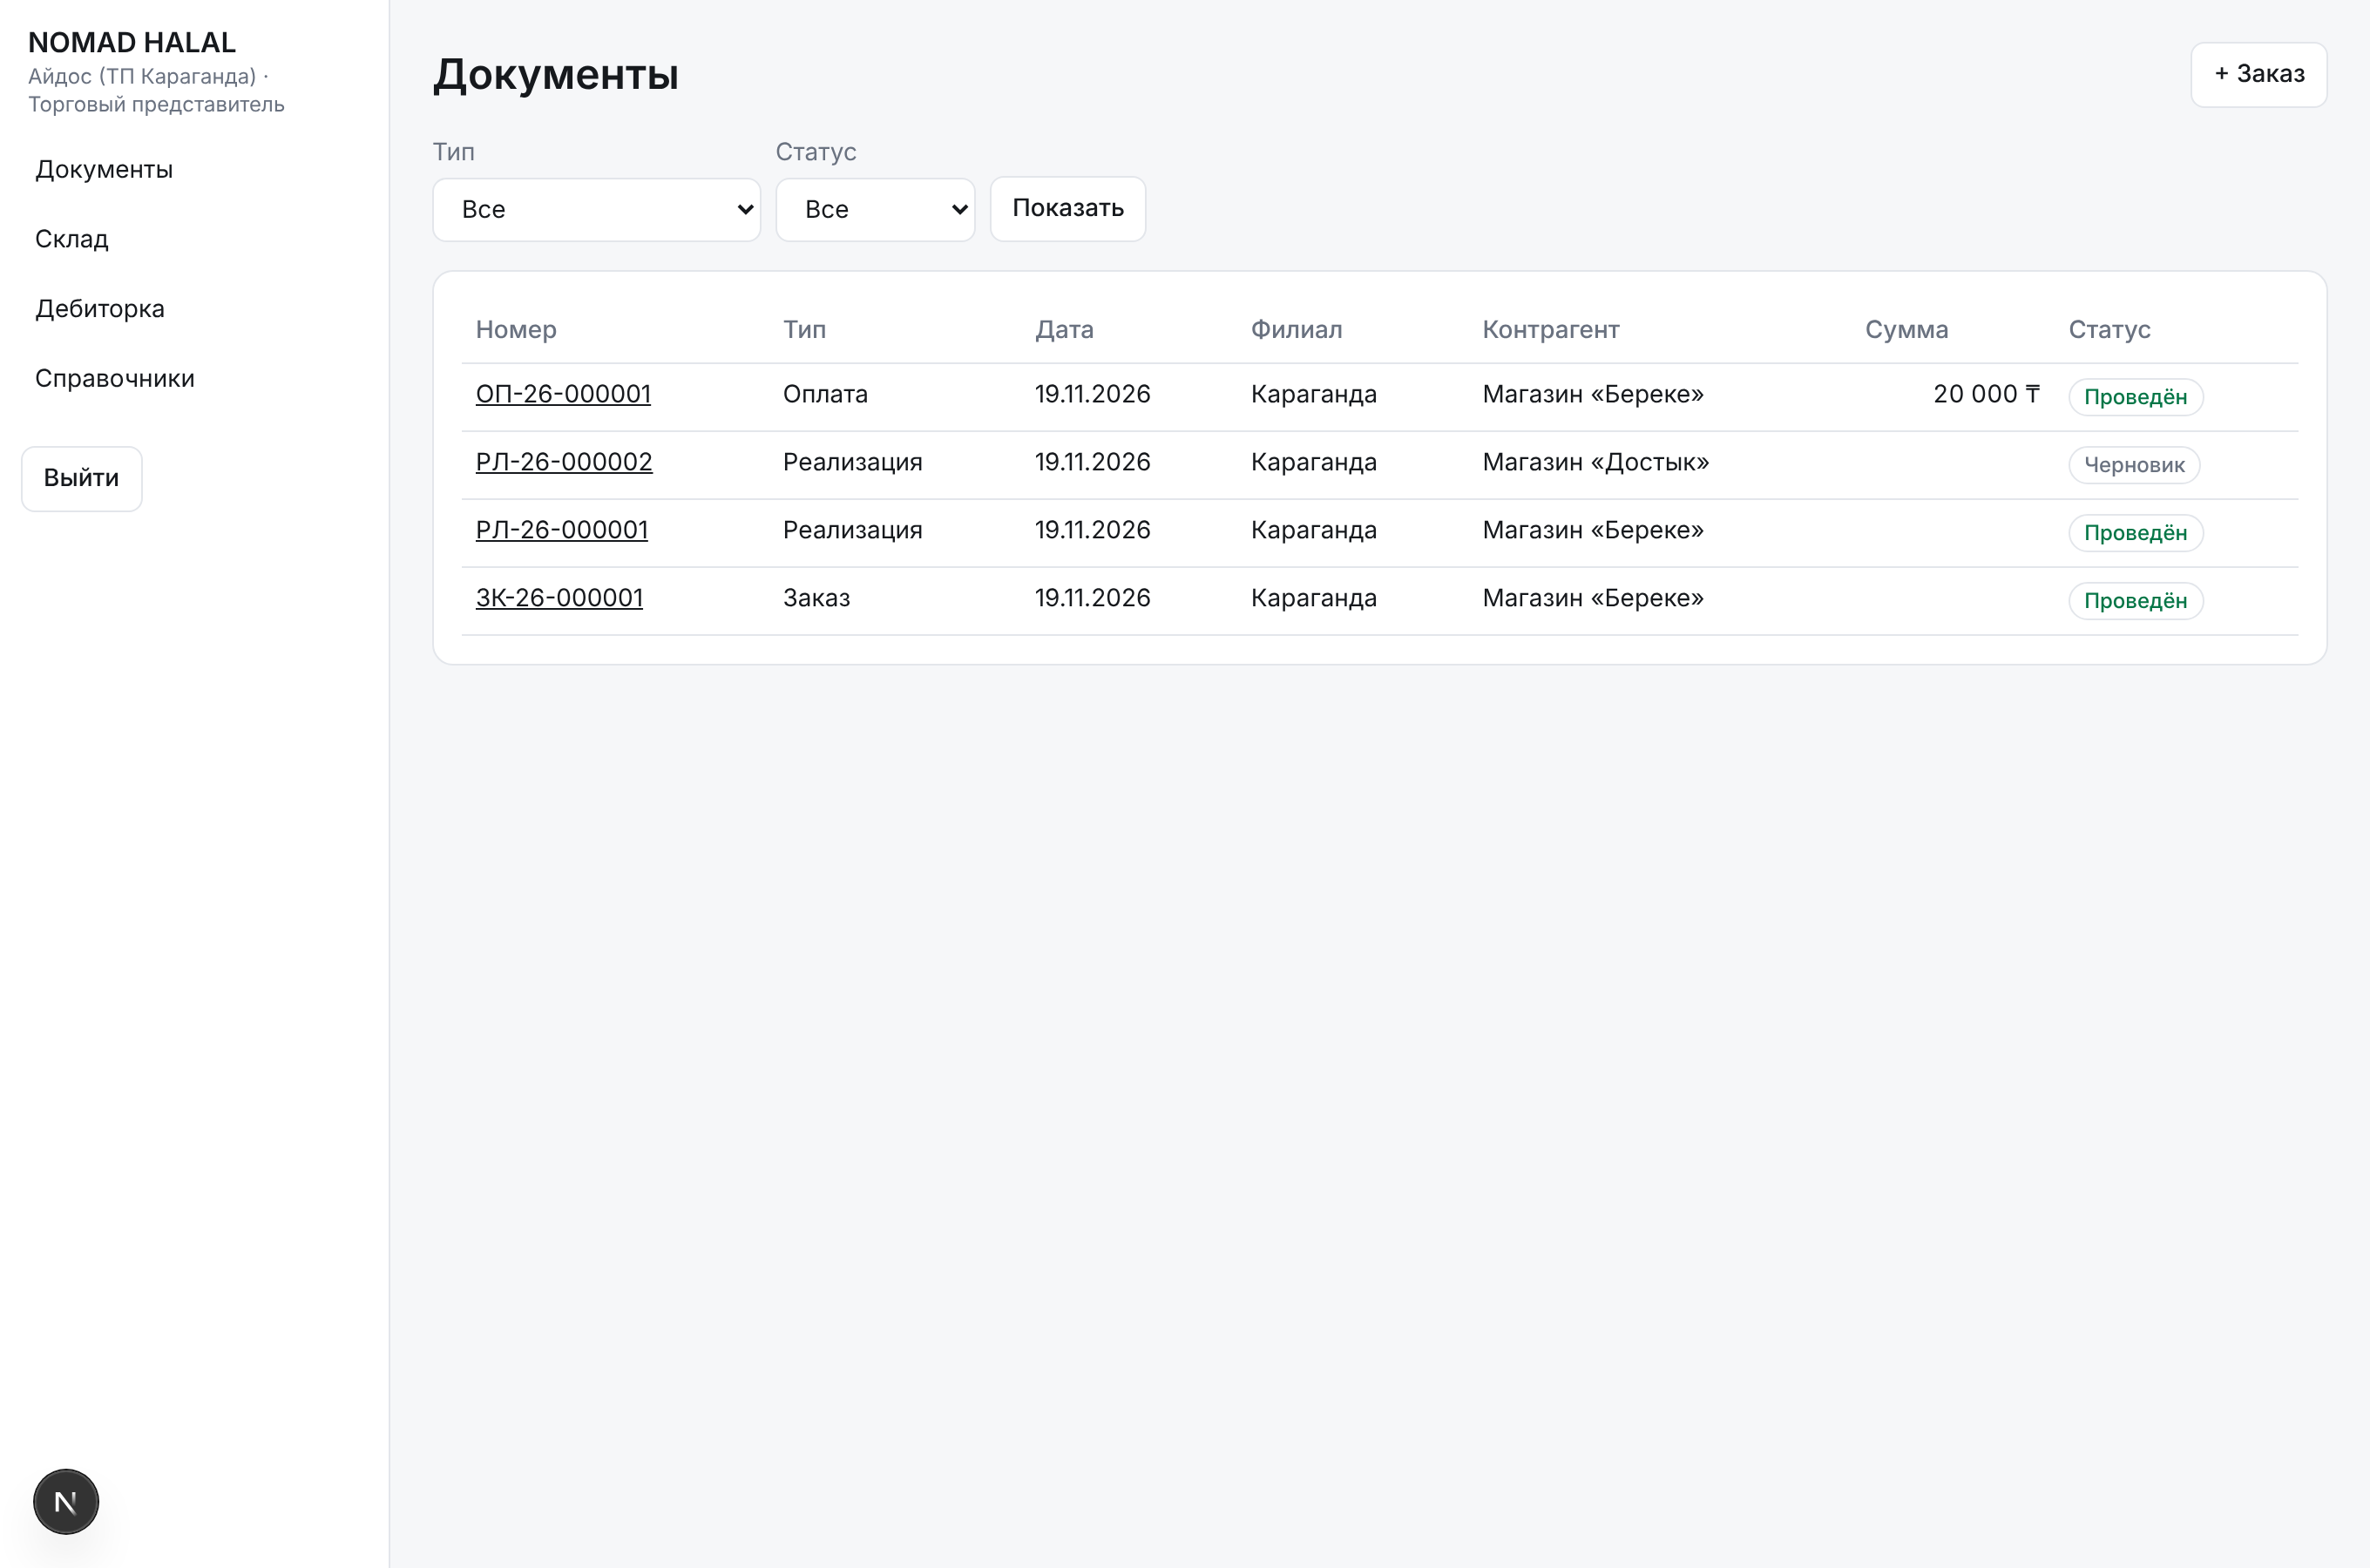 NOMAD HALAL
Айдос (ТП Караганда) ·
Торговый представитель
Документы
Склад
Дебиторка
Справочники
Выйти
Документы
+ Заказ
Тип Статус
Все Все Показать
Номер Тип Дата Филиал Контрагент Сумма Статус
ОП-26-000001 Оплата 19.11.2026 Караганда Магазин «Береке» 20 000 ₸ Проведён
РЛ-26-000002 Реализация 19.11.2026 Караганда Магазин «Достык» Черновик
РЛ-26-000001 Реализация 19.11.2026 Караганда Магазин «Береке» Проведён
ЗК-26-000001 Заказ 19.11.2026 Караганда Магазин «Береке» Проведён
N